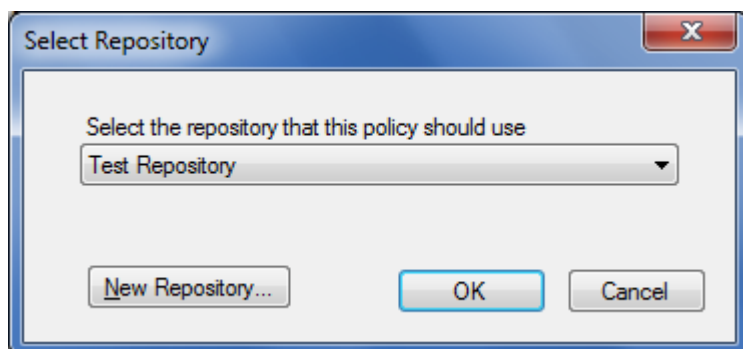 Select Repository
Select the repository that this policy should use
Test Repository
New Repository...
OK
Cancel